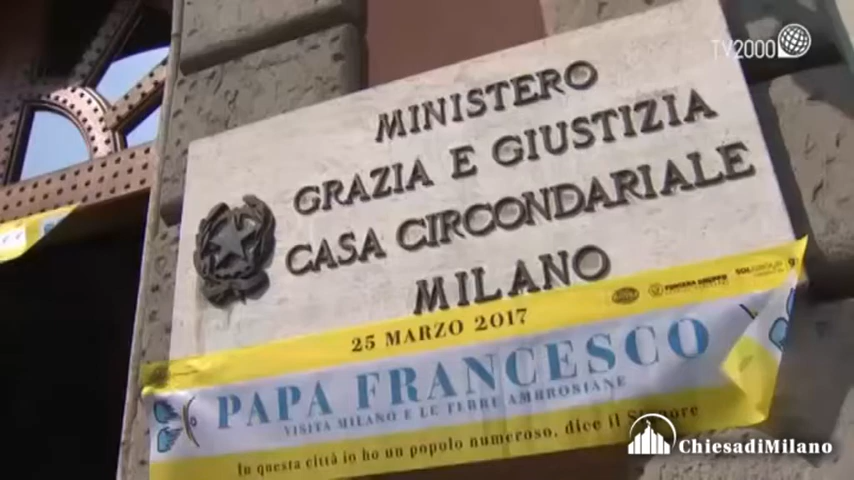 TV2000
MINISTERO
GRAZIA E GIUSTIZIA
CASA CIRCONDARIALE
MILANO
25 MARZO 2017
PAPA FRANCESCO
VISITA MILANO E LE TERRE AMBROSIANE
In questa città io ho un popolo numeroso, dice il Signore
ChiesadiMilano